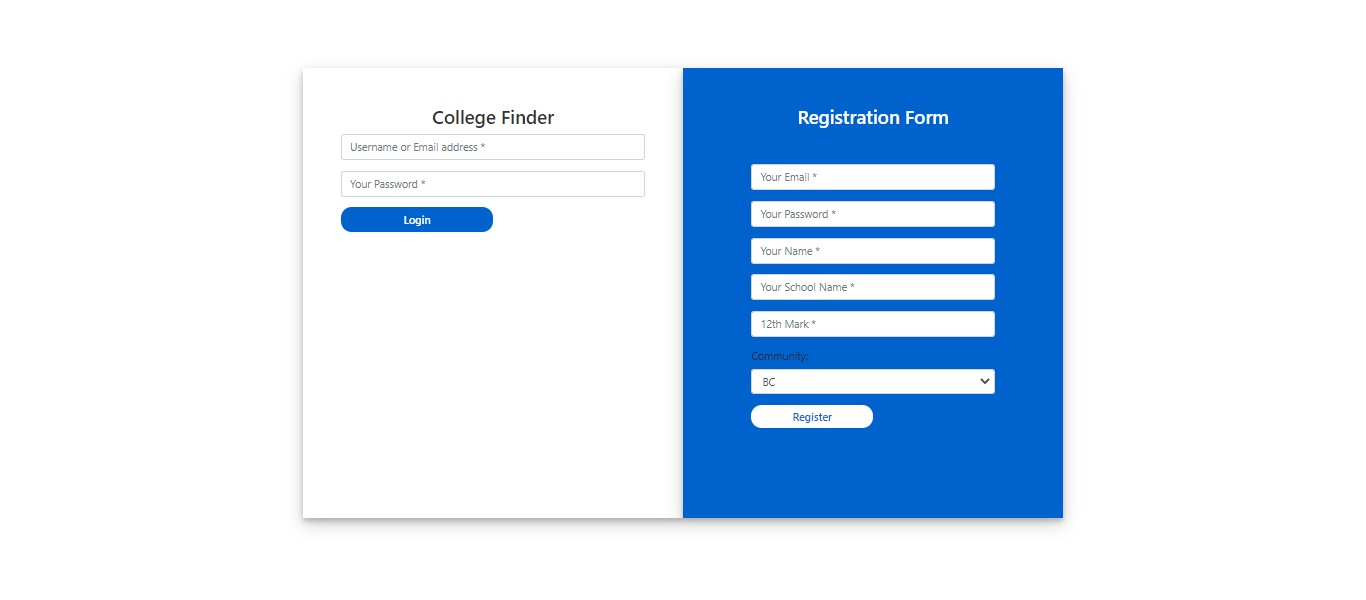 College Finder
Username or Email address *
Your Password *
Login
Registration Form
Your Email *
Your Password *
Your Name *
Your School Name *
12th Mark *
Community:
BC
Register